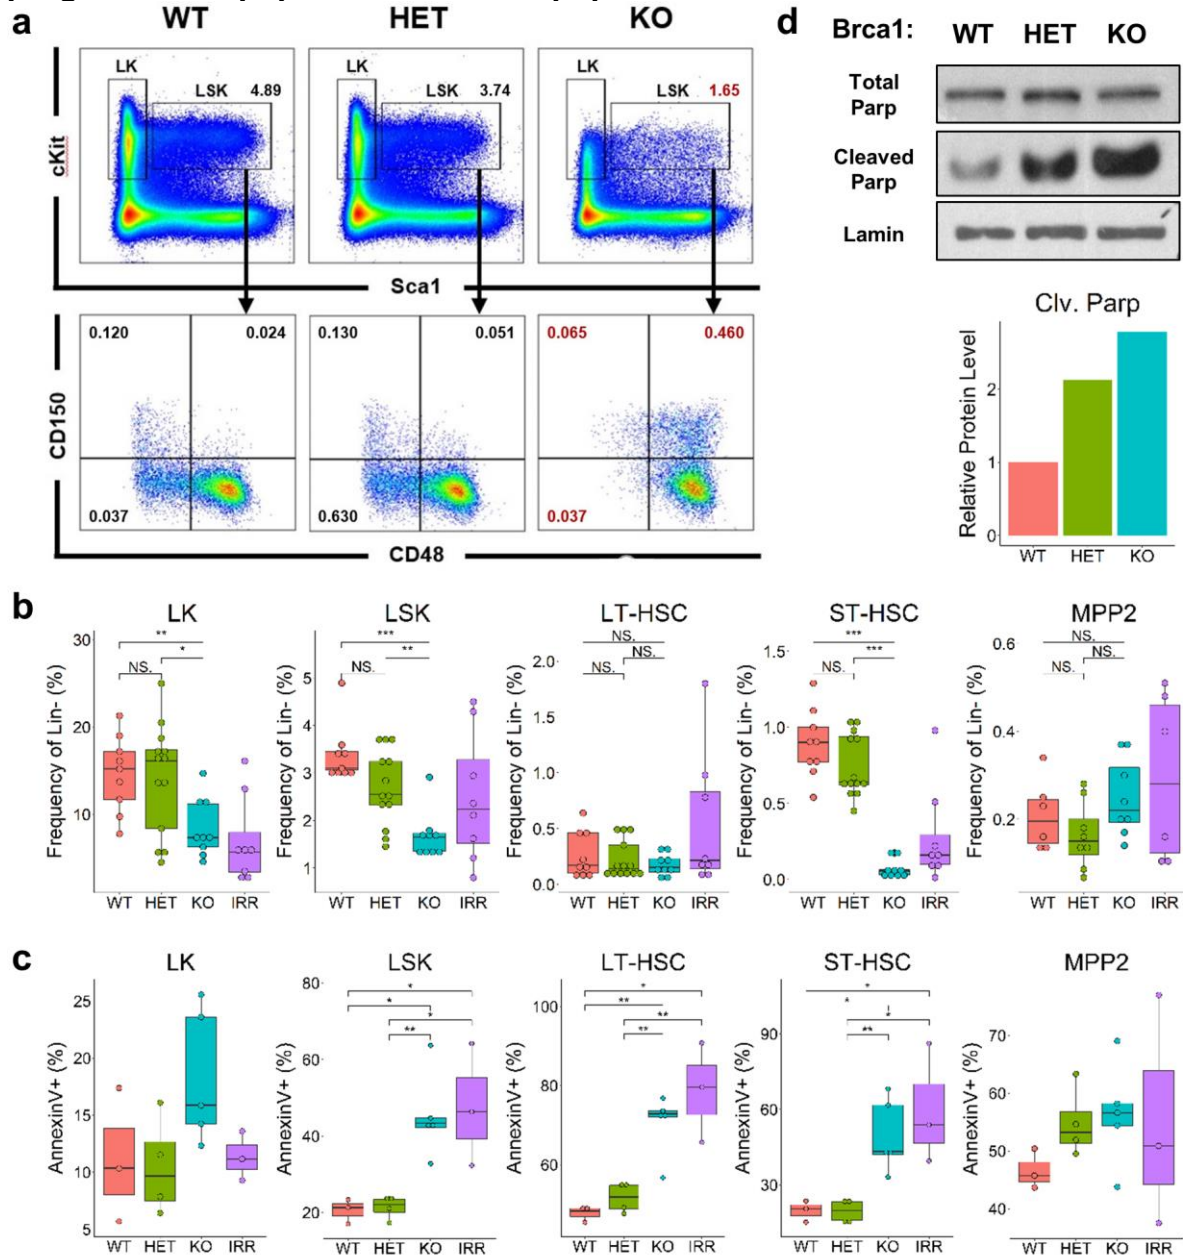 a
WT HET KO
LK LSK 4.89
LK LSK 3.74
LK LSK 1.65
cKit
Sca1
0.120 0.024
0.130 0.051
0.065 0.460
CD150
0.037
0.630
0.037
CD48
d
Brca1: WT HET KO
Total
Parp
Cleaved
Parp
Lamin
Clv. Parp
Relative Protein Level
2
1
0
WT HET KO
b
LK
Frequency of Lin- (%)
30
20
10
** 
*
NS.
WT HET KO IRR
LSK
Frequency of Lin- (%)
5
4
3
2
1
***
**
NS.
WT HET KO IRR
LT-HSC
Frequency of Lin- (%)
2.0
1.5
1.0
0.5
0.0
NS.
NS.
NS.
WT HET KO IRR
ST-HSC
Frequency of Lin- (%)
1.5
1.0
0.5
0.0
***
NS.
***
WT HET KO IRR
MPP2
Frequency of Lin- (%)
0.6
0.4
0.2
NS.
NS.
NS.
WT HET KO IRR
c
LK
AnnexinV+ (%)
25
20
15
10
5
WT HET KO IRR
LSK
AnnexinV+ (%)
80
60
40
20
*
*
*
**
WT HET KO IRR
LT-HSC
AnnexinV+ (%)
100
80
60
*
**
**
**
WT HET KO IRR
ST-HSC
AnnexinV+ (%)
90
60
30
*
*
*
**
WT HET KO IRR
MPP2
AnnexinV+ (%)
70
60
50
40
WT HET KO IRR